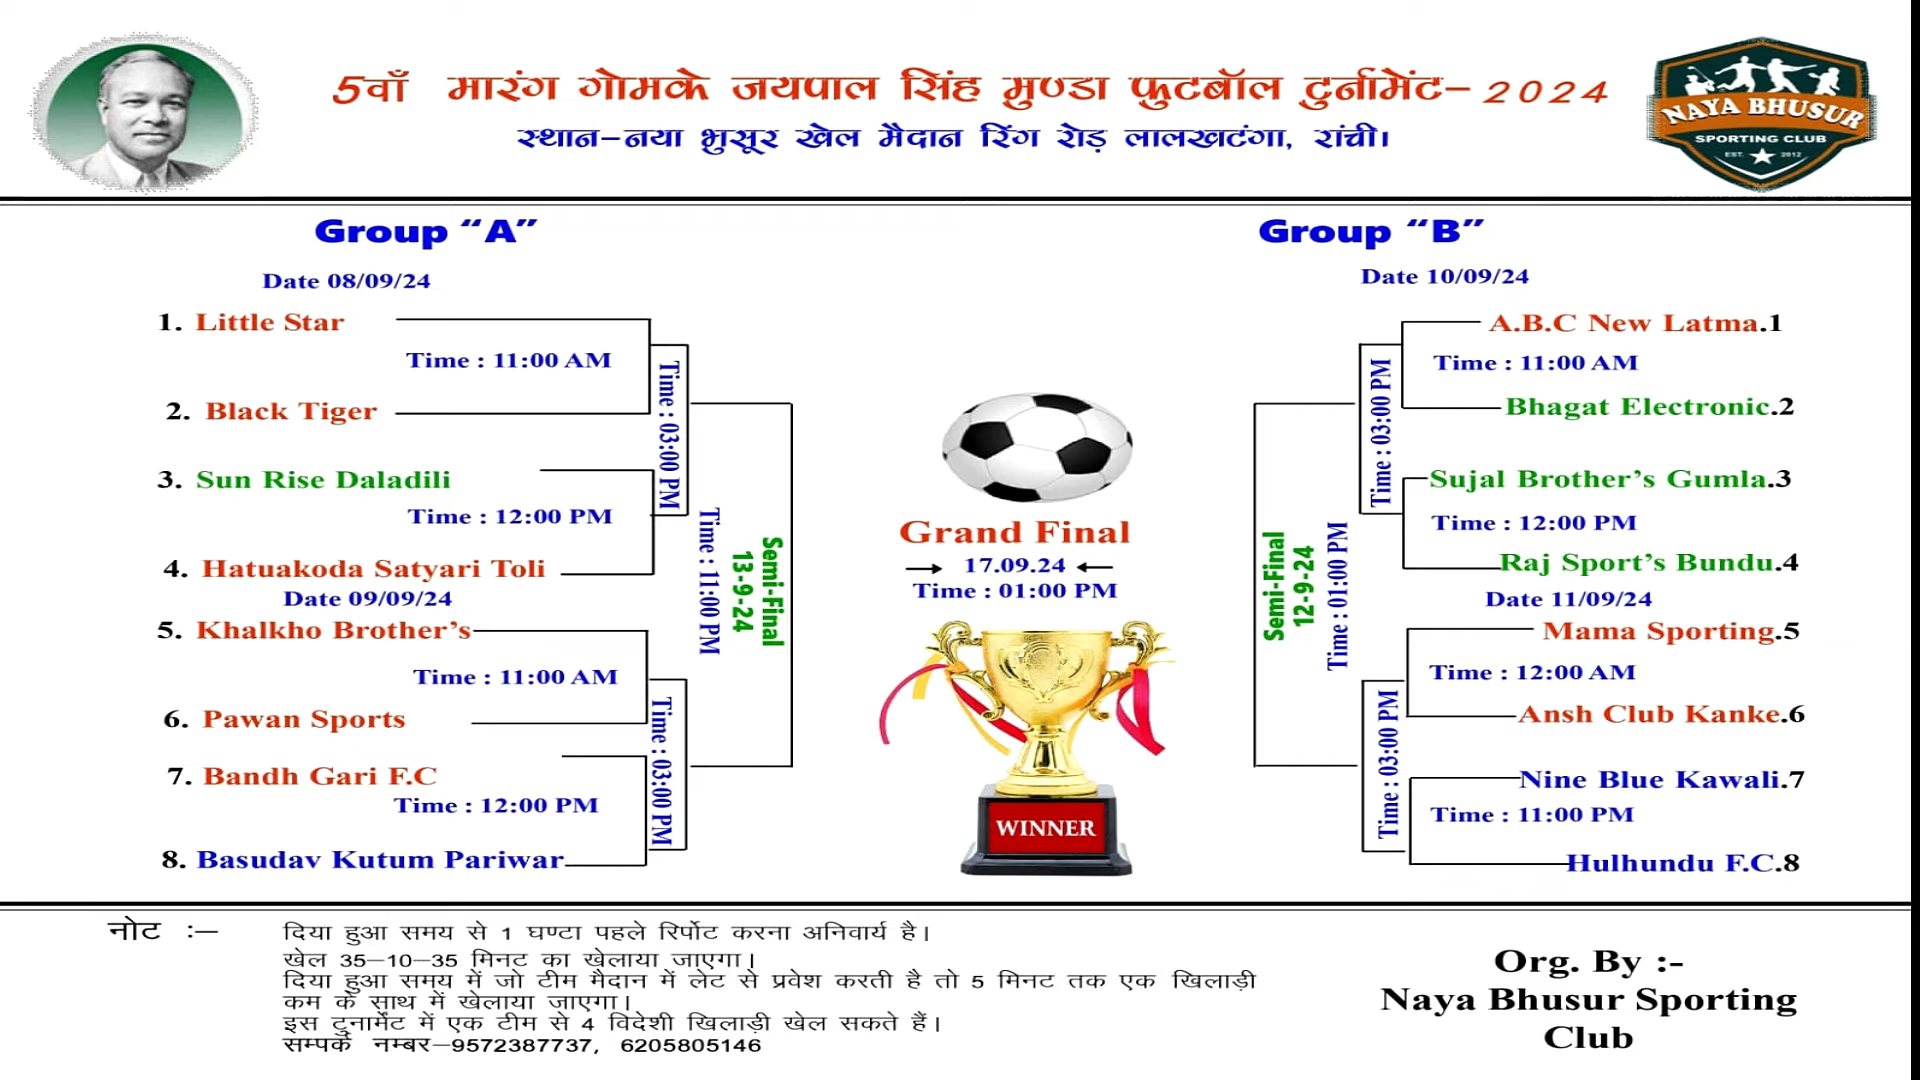 5वाँ मारंग गोमके जयपाल सिंह मुण्डा फुटबॉल टुर्नामेंट–2024
स्थान–नया भुसूर खेल मैदान रिंग रोड़ लालखटंगा, रांची।
NAYA BHUSUR
SPORTING CLUB
EST. 2012
Group “A”
Date 08/09/24
1. Little Star
Time : 11:00 AM
2. Black Tiger
Time : 03:00 PM
3. Sun Rise Daladili
Time : 12:00 PM
4. Hatuakoda Satyari Toli
Date 09/09/24
5. Khalkho Brother’s
Time : 11:00 AM
6. Pawan Sports
Time : 03:00 PM
7. Bandh Gari F.C
Time : 12:00 PM
8. Basudav Kutum Pariwar
Time : 11:00 PM
13-9-24
Semi-Final
Grand Final
17.09.24
Time : 01:00 PM
WINNER
Group “B”
Date 10/09/24
A.B.C New Latma.1
Time : 11:00 AM
Bhagat Electronic.2
Time : 03:00 PM
Sujal Brother’s Gumla.3
Time : 12:00 PM
Raj Sport’s Bundu.4
Date 11/09/24
Mama Sporting.5
Time : 12:00 AM
Ansh Club Kanke.6
Time : 03:00 PM
Nine Blue Kawali.7
Time : 11:00 PM
Hulhundu F.C.8
Semi-Final
12-9-24
Time : 01:00 PM
नोट :–
दिया हुआ समय से 1 घण्टा पहले रिर्पोट करना अनिवार्य है।
खेल 35–10–35 मिनट का खेलाया जाएगा।
दिया हुआ समय में जो टीम मैदान में लेट से प्रवेश करती है तो 5 मिनट तक एक खिलाड़ी
कम के साथ में खेलाया जाएगा।
इस टुनार्मेंट में एक टीम से 4 विदेशी खिलाड़ी खेल सकते हैं।
सम्पर्क नम्बर–9572387737, 6205805146
Org. By :-
Naya Bhusur Sporting
Club